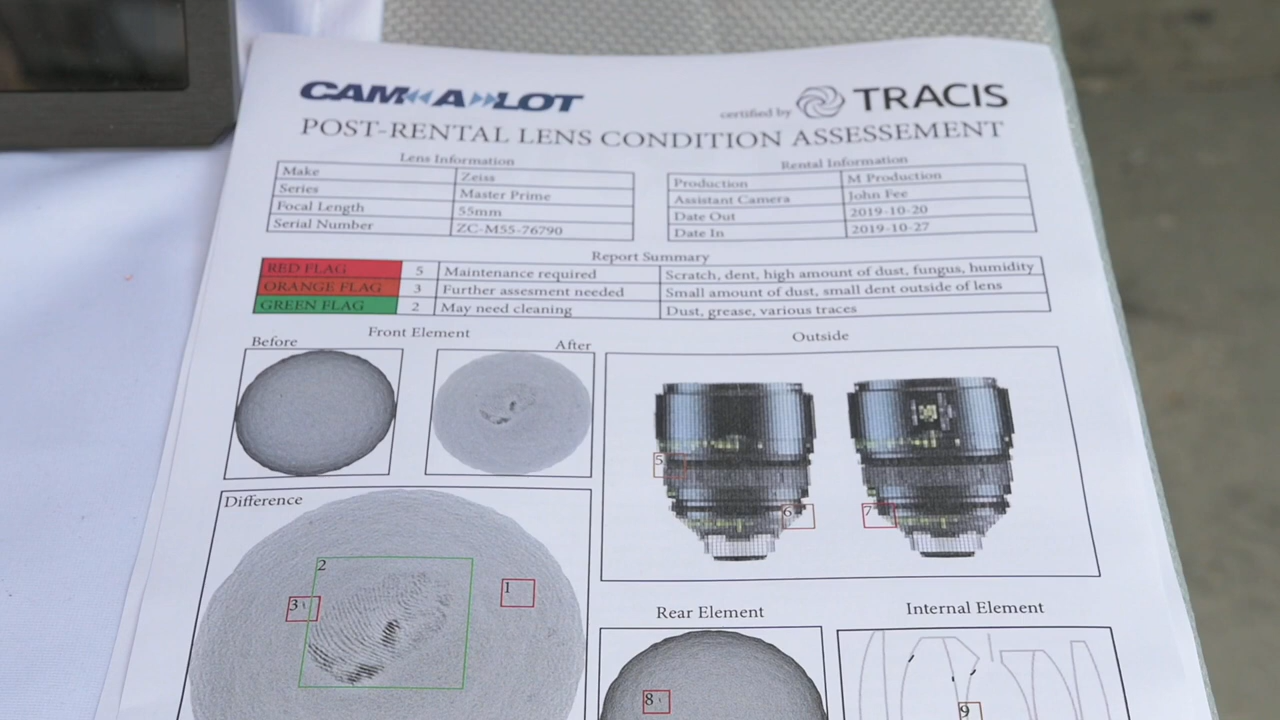 CAM A LOT
certified by TRACIS
POST-RENTAL LENS CONDITION ASSESSEMENT
Lens Information
Make Zeiss
Series Master Prime
Focal Length 55mm
Serial Number ZC-M55-76790
Rental Information
Production M Production
Assistant Camera John Fee
Date Out 2019-10-20
Date In 2019-10-27
Report Summary
RED FLAG 5 Maintenance required Scratch, dent, high amount of dust, fungus, humidity
ORANGE FLAG 3 Further assesment needed Small amount of dust, small dent outside of lens
GREEN FLAG 2 May need cleaning Dust, grease, various traces
Front Element
Before
After
Outside
5
6
7
Difference
2
1
3
Rear Element
8
Internal Element
9